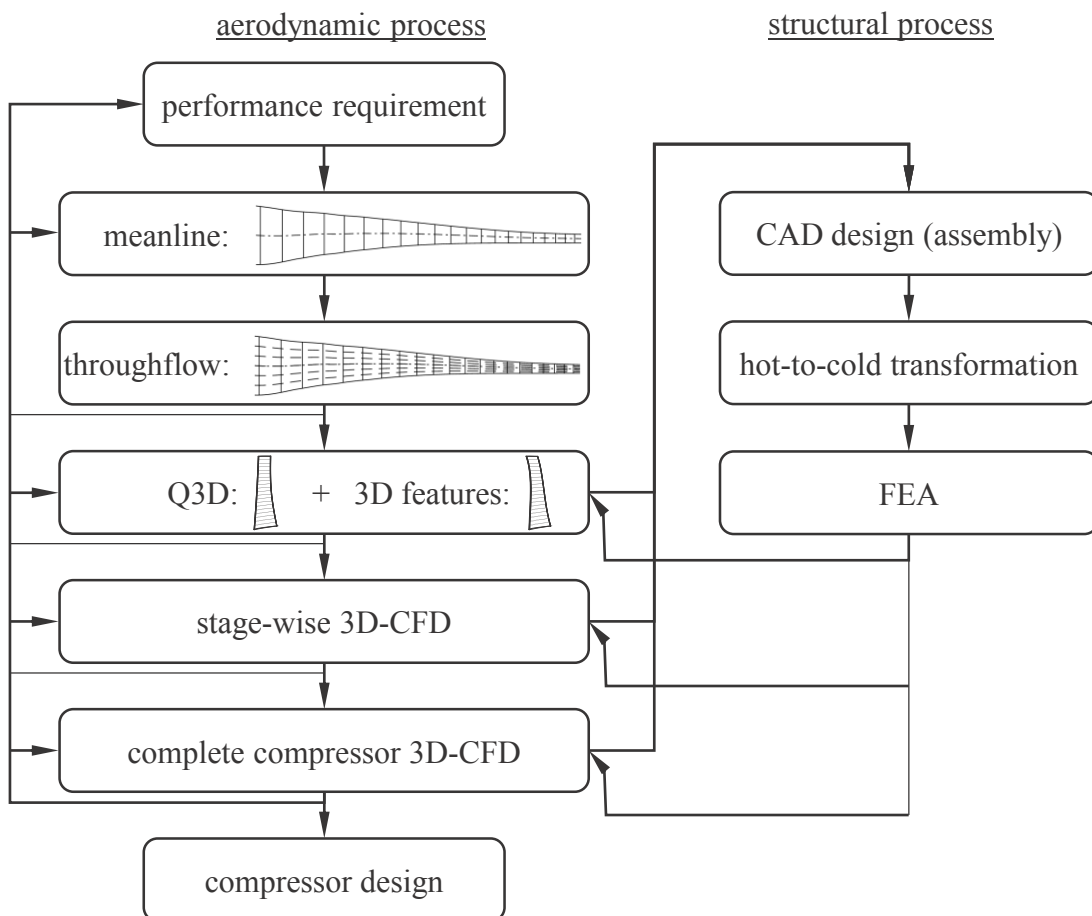 aerodynamic process
structural process
performance requirement
meanline:
CAD design (assembly)
throughflow:
hot-to-cold transformation
Q3D: + 3D features:
FEA
stage-wise 3D-CFD
complete compressor 3D-CFD
compressor design